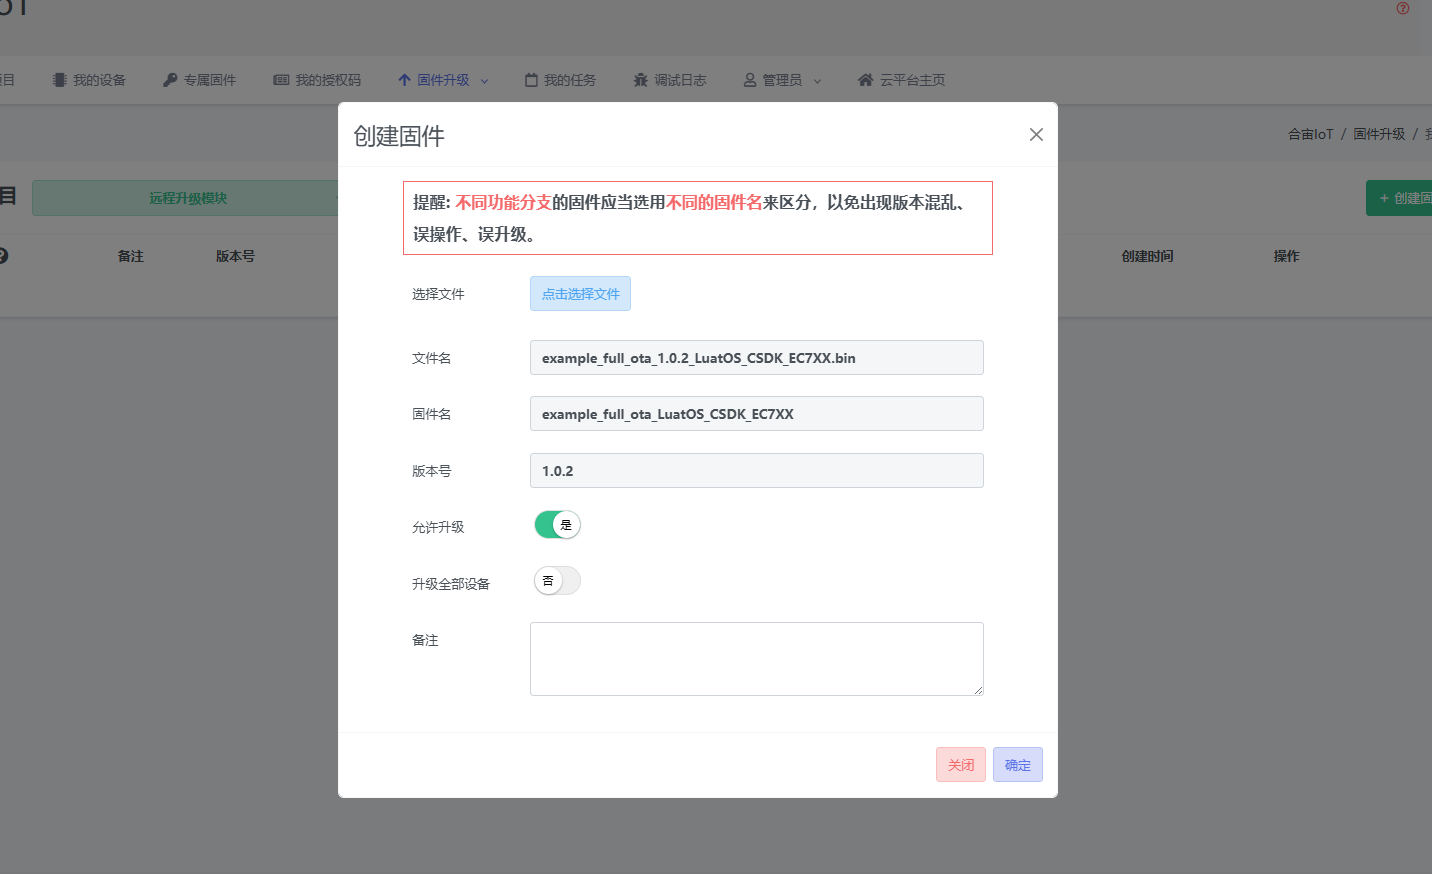 我的设备 专属固件 我的授权码 固件升级 我的任务 调试日志 管理员 云平台主页
合宙IoT / 固件升级 /
远程升级模块
+ 创建固
备注 版本号 创建时间 操作
创建固件
提醒: 不同功能分支的固件应当选用不同的固件名来区分，以免出现版本混乱、
误操作、误升级。
选择文件 点击选择文件
文件名 example_full_ota_1.0.2_LuatOS_CSDK_EC7XX.bin
固件名 example_full_ota_LuatOS_CSDK_EC7XX
版本号 1.0.2
允许升级 是
升级全部设备 否
备注
关闭 确定